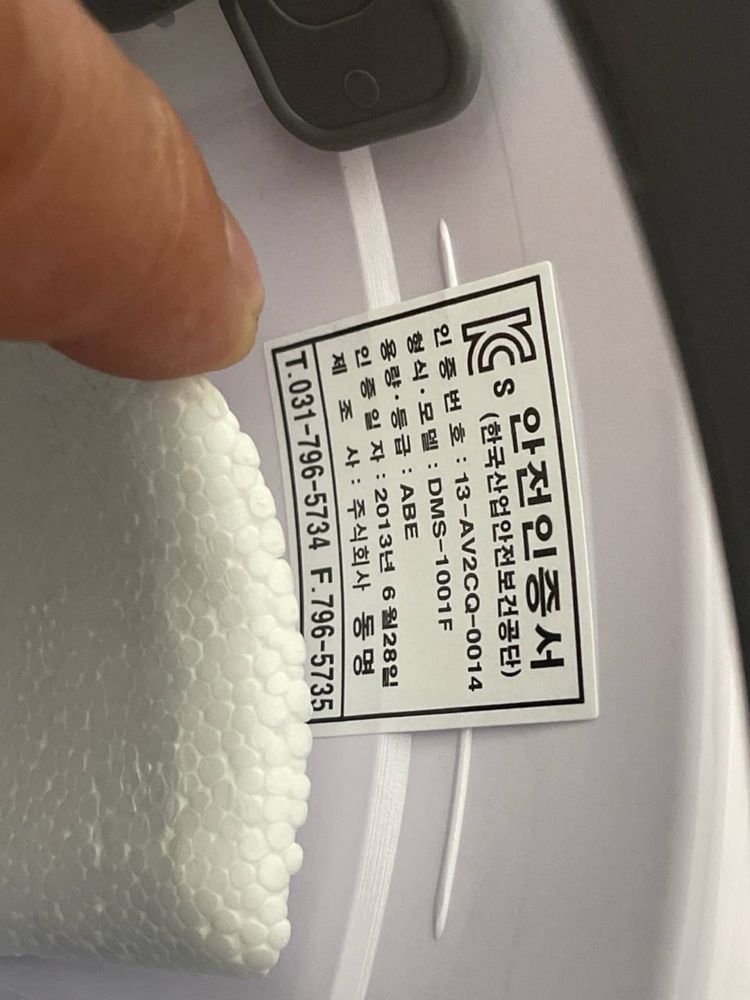 KCs 안전인증서
(한국산업안전보건공단)
인증번호 : 13-AV2CQ-0014
형식·모델 : DMS-1001F
용량·등급 : ABE
인증일자 : 2013년 6월28일
제 조 사 : 주식회사 동명
T.031-796-5734 F.796-5735